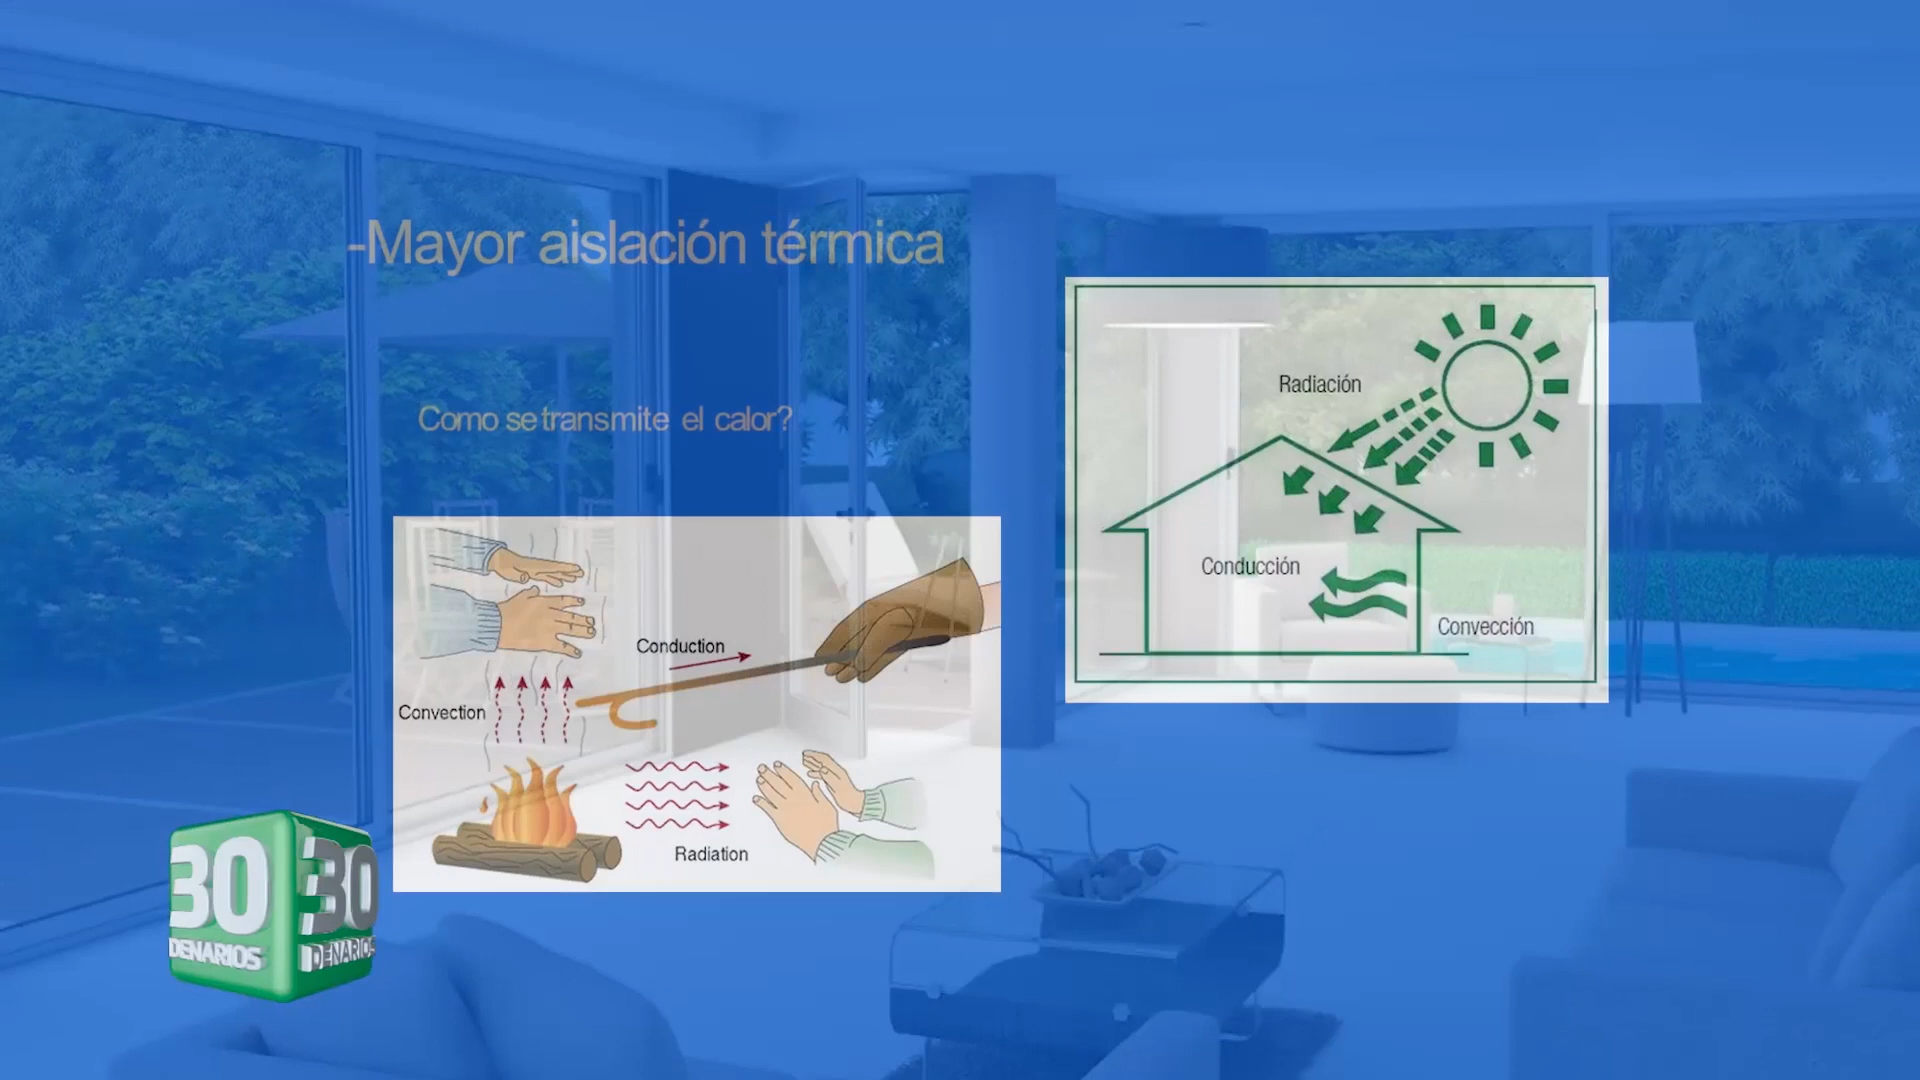 -Mayor aislación térmica
Como se transmite el calor?
Radiación
Conducción
Convección
Conduction
Convection
Radiation
30
DENARIOS
30
DENARIOS